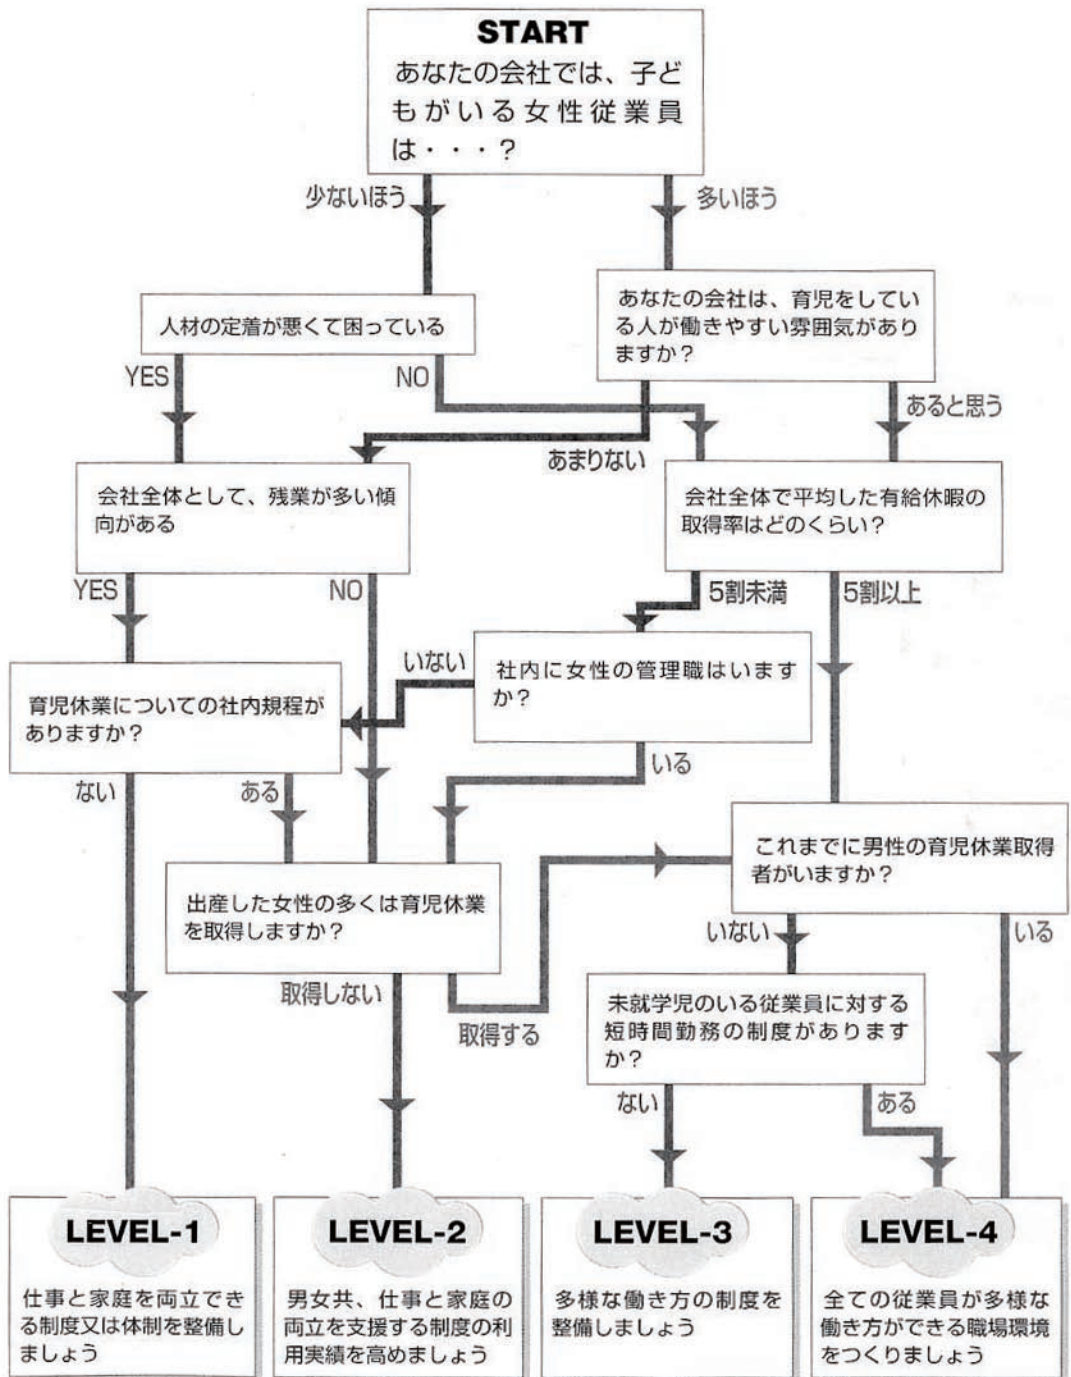 START
あなたの会社では、子ど
もがいる女性従業員
は・・・？
少ないほう
多いほう
人材の定着が悪くて困っている
あなたの会社は、育児をしてい
る人が働きやすい雰囲気があり
ますか？
YES
NO
あまりない
あると思う
会社全体として、残業が多い傾
向がある
会社全体で平均した有給休暇の
取得率はどのくらい？
YES
NO
5割未満
5割以上
育児休業についての社内規程が
ありますか？
いない
社内に女性の管理職はいます
か？
ない
ある
いる
出産した女性の多くは育児休業
を取得しますか？
これまでに男性の育児休業取得
者がいますか？
取得しない
取得する
いない
いる
未就学児のいる従業員に対する
短時間勤務の制度があります
か？
ない
ある
LEVEL-1
仕事と家庭を両立でき
る制度又は体制を整備し
ましょう
LEVEL-2
男女共、仕事と家庭の
両立を支援する制度の利
用実績を高めましょう
LEVEL-3
多様な働き方の制度を
整備しましょう
LEVEL-4
全ての従業員が多様な
働き方ができる職場環境
をつくりましょう